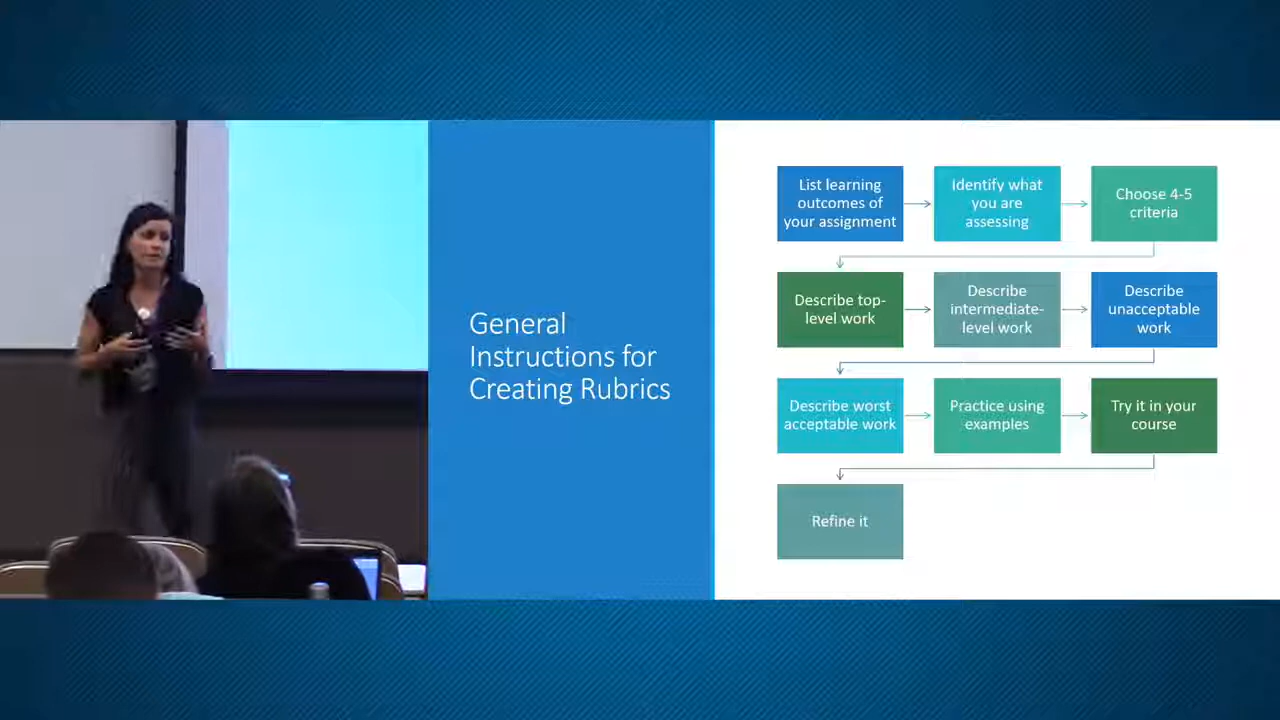 General
Instructions for
Creating Rubrics
List learning
outcomes of
your assignment
Identify what
you are
assessing
Choose 4-5
criteria
Describe top-
level work
Describe
intermediate-
level work
Describe
unacceptable
work
Describe worst
acceptable work
Practice using
examples
Try it in your
course
Refine it